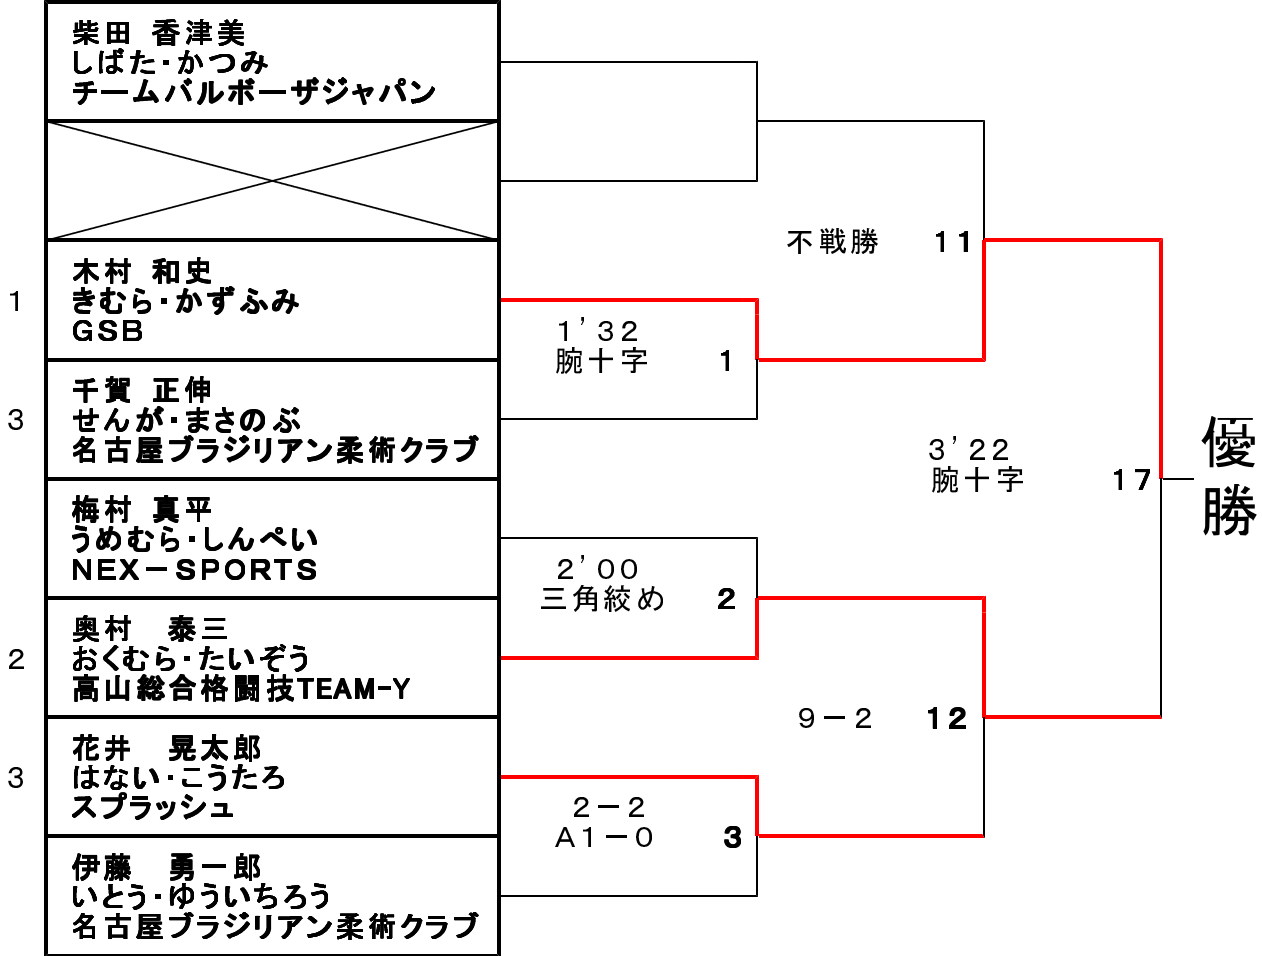 柴田 香津美
しばた・かつみ
チームバルボーザジャパン
1
木村 和史
きむら・かずふみ
GSB
3
千賀 正伸
せんが・まさのぶ
名古屋ブラジリアン柔術クラブ
梅村 真平
うめむら・しんぺい
NEX－SPORTS
2
奥村　泰三
おくむら・たいぞう
高山総合格闘技TEAM-Y
3
花井　晃太郎
はない・こうたろ
スプラッシュ
伊藤　勇一郎
いとう・ゆういちろう
名古屋ブラジリアン柔術クラブ
1’32
腕十字 1
2’00
三角絞め 2
2－2
A1－0 3
不戦勝 11
9－2 12
3’22
腕十字 17
優勝